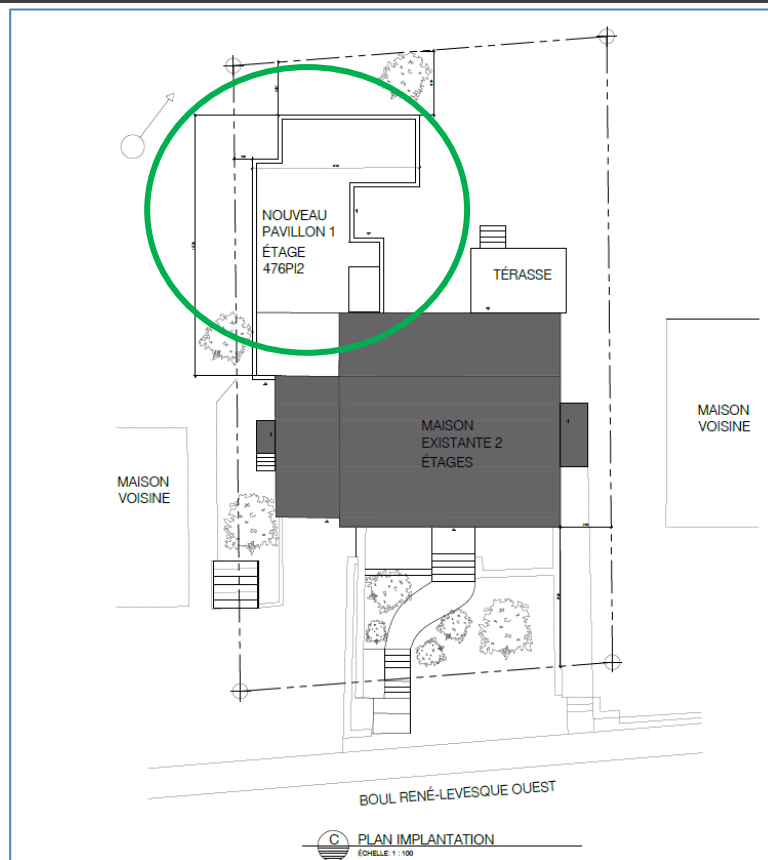 NOUVEAU
PAVILLON 1
ÉTAGE
476PI2
TÉRASSE
MAISON
EXISTANTE 2
ÉTAGES
MAISON
VOISINE
MAISON
VOISINE
BOUL RENÉ-LEVESQUE OUEST
C PLAN IMPLANTATION
ÉCHELLE: 1 : 100